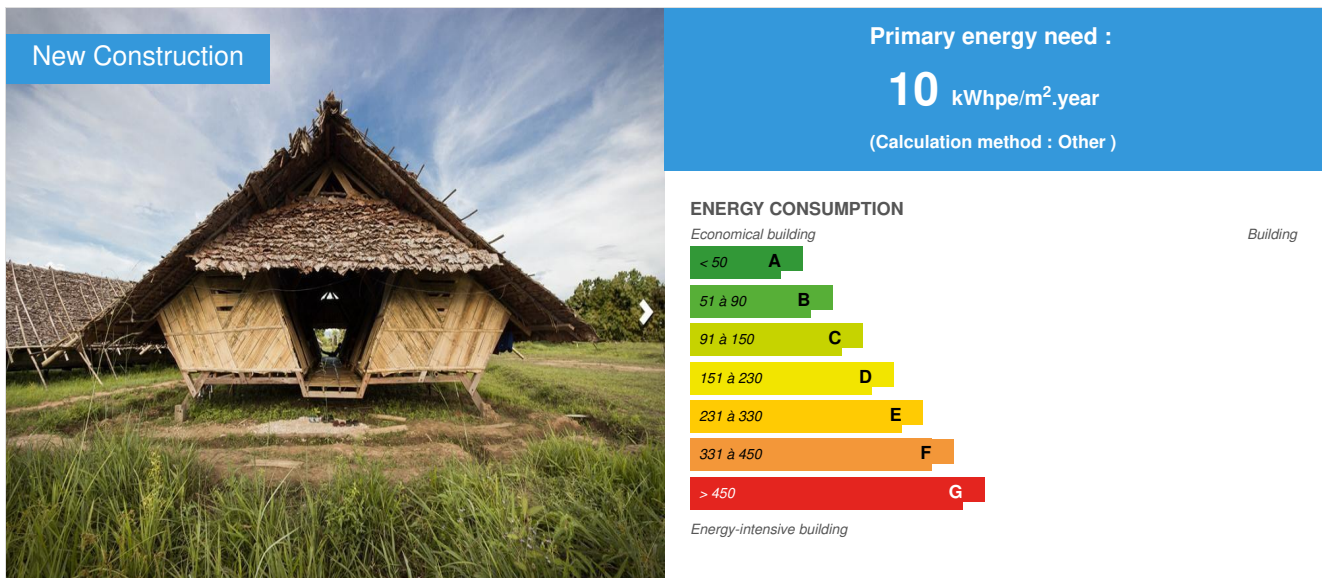 New Construction
Primary energy need :
10 kWhpe/m².year
(Calculation method : Other )
ENERGY CONSUMPTION
Economical building
Building
< 50 A
51 à 90 B
91 à 150 C
151 à 230 D
231 à 330 E
331 à 450 F
> 450 G
Energy-intensive building